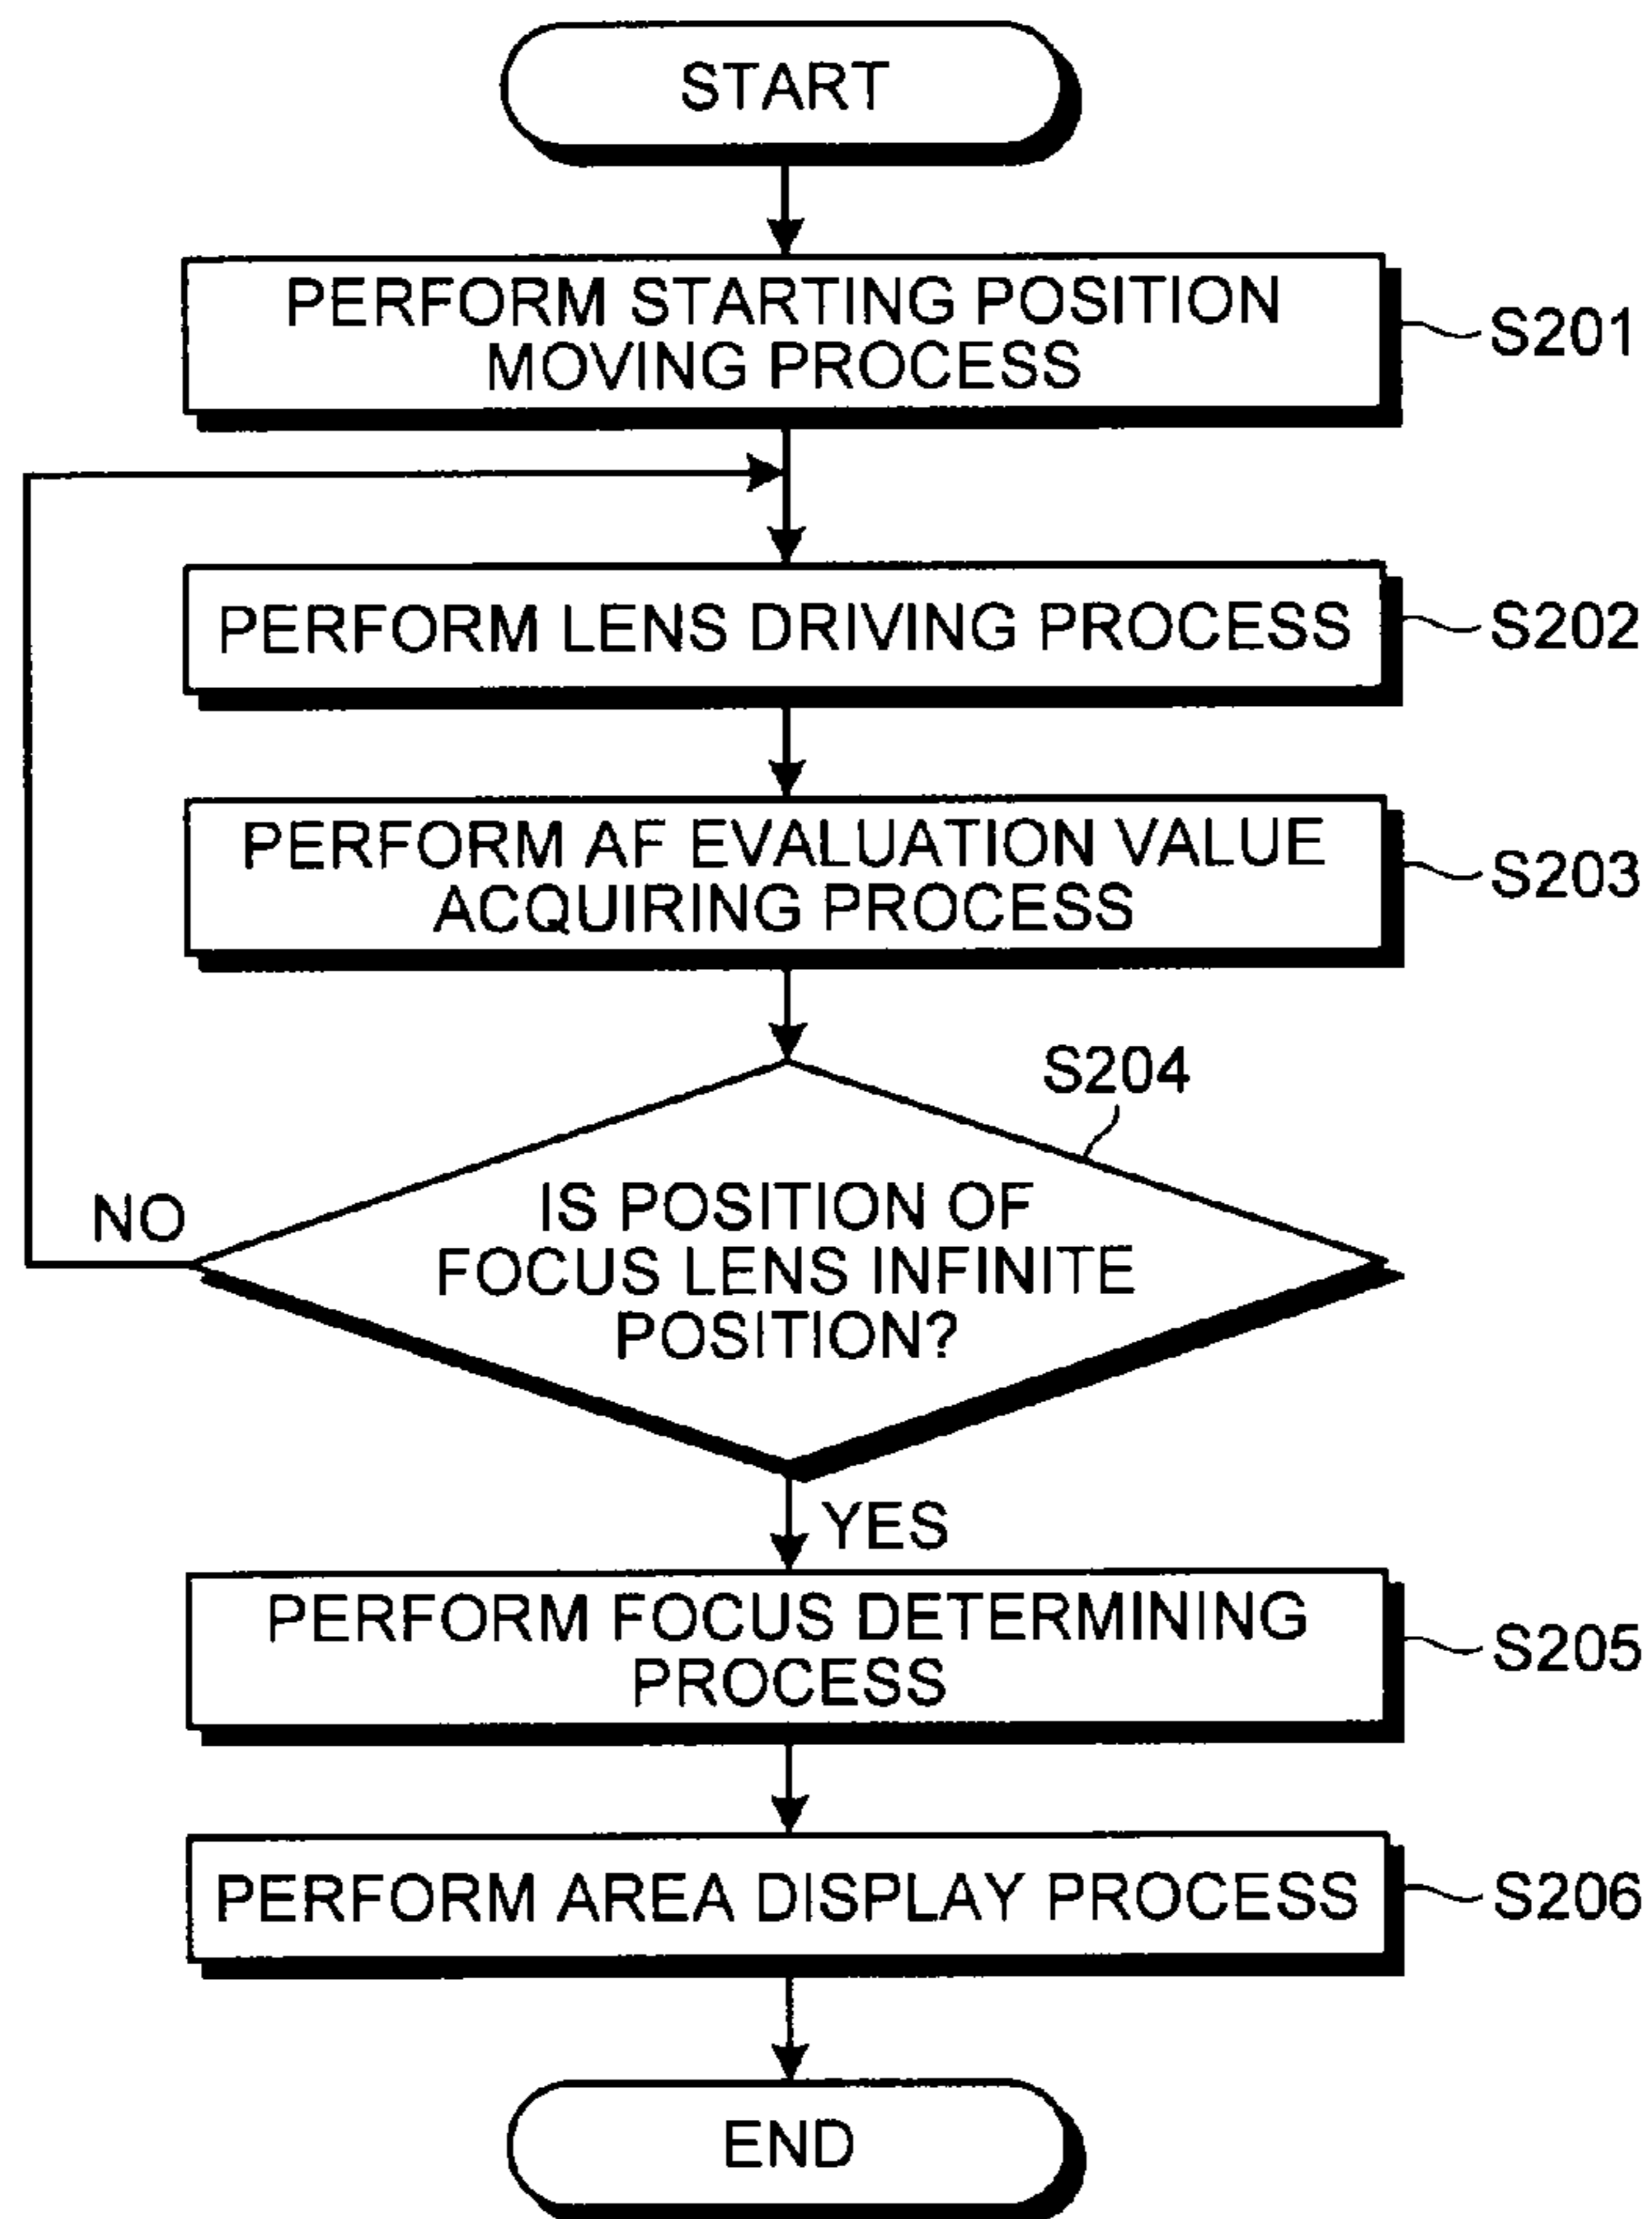 START
PERFORM STARTING POSITION
MOVING PROCESS
S201
PERFORM LENS DRIVING PROCESS
S202
PERFORM AF EVALUATION VALUE
ACQUIRING PROCESS
S203
S204
IS POSITION OF
FOCUS LENS INFINITE
POSITION?
NO
YES
PERFORM FOCUS DETERMINING
PROCESS
S205
PERFORM AREA DISPLAY PROCESS
S206
END